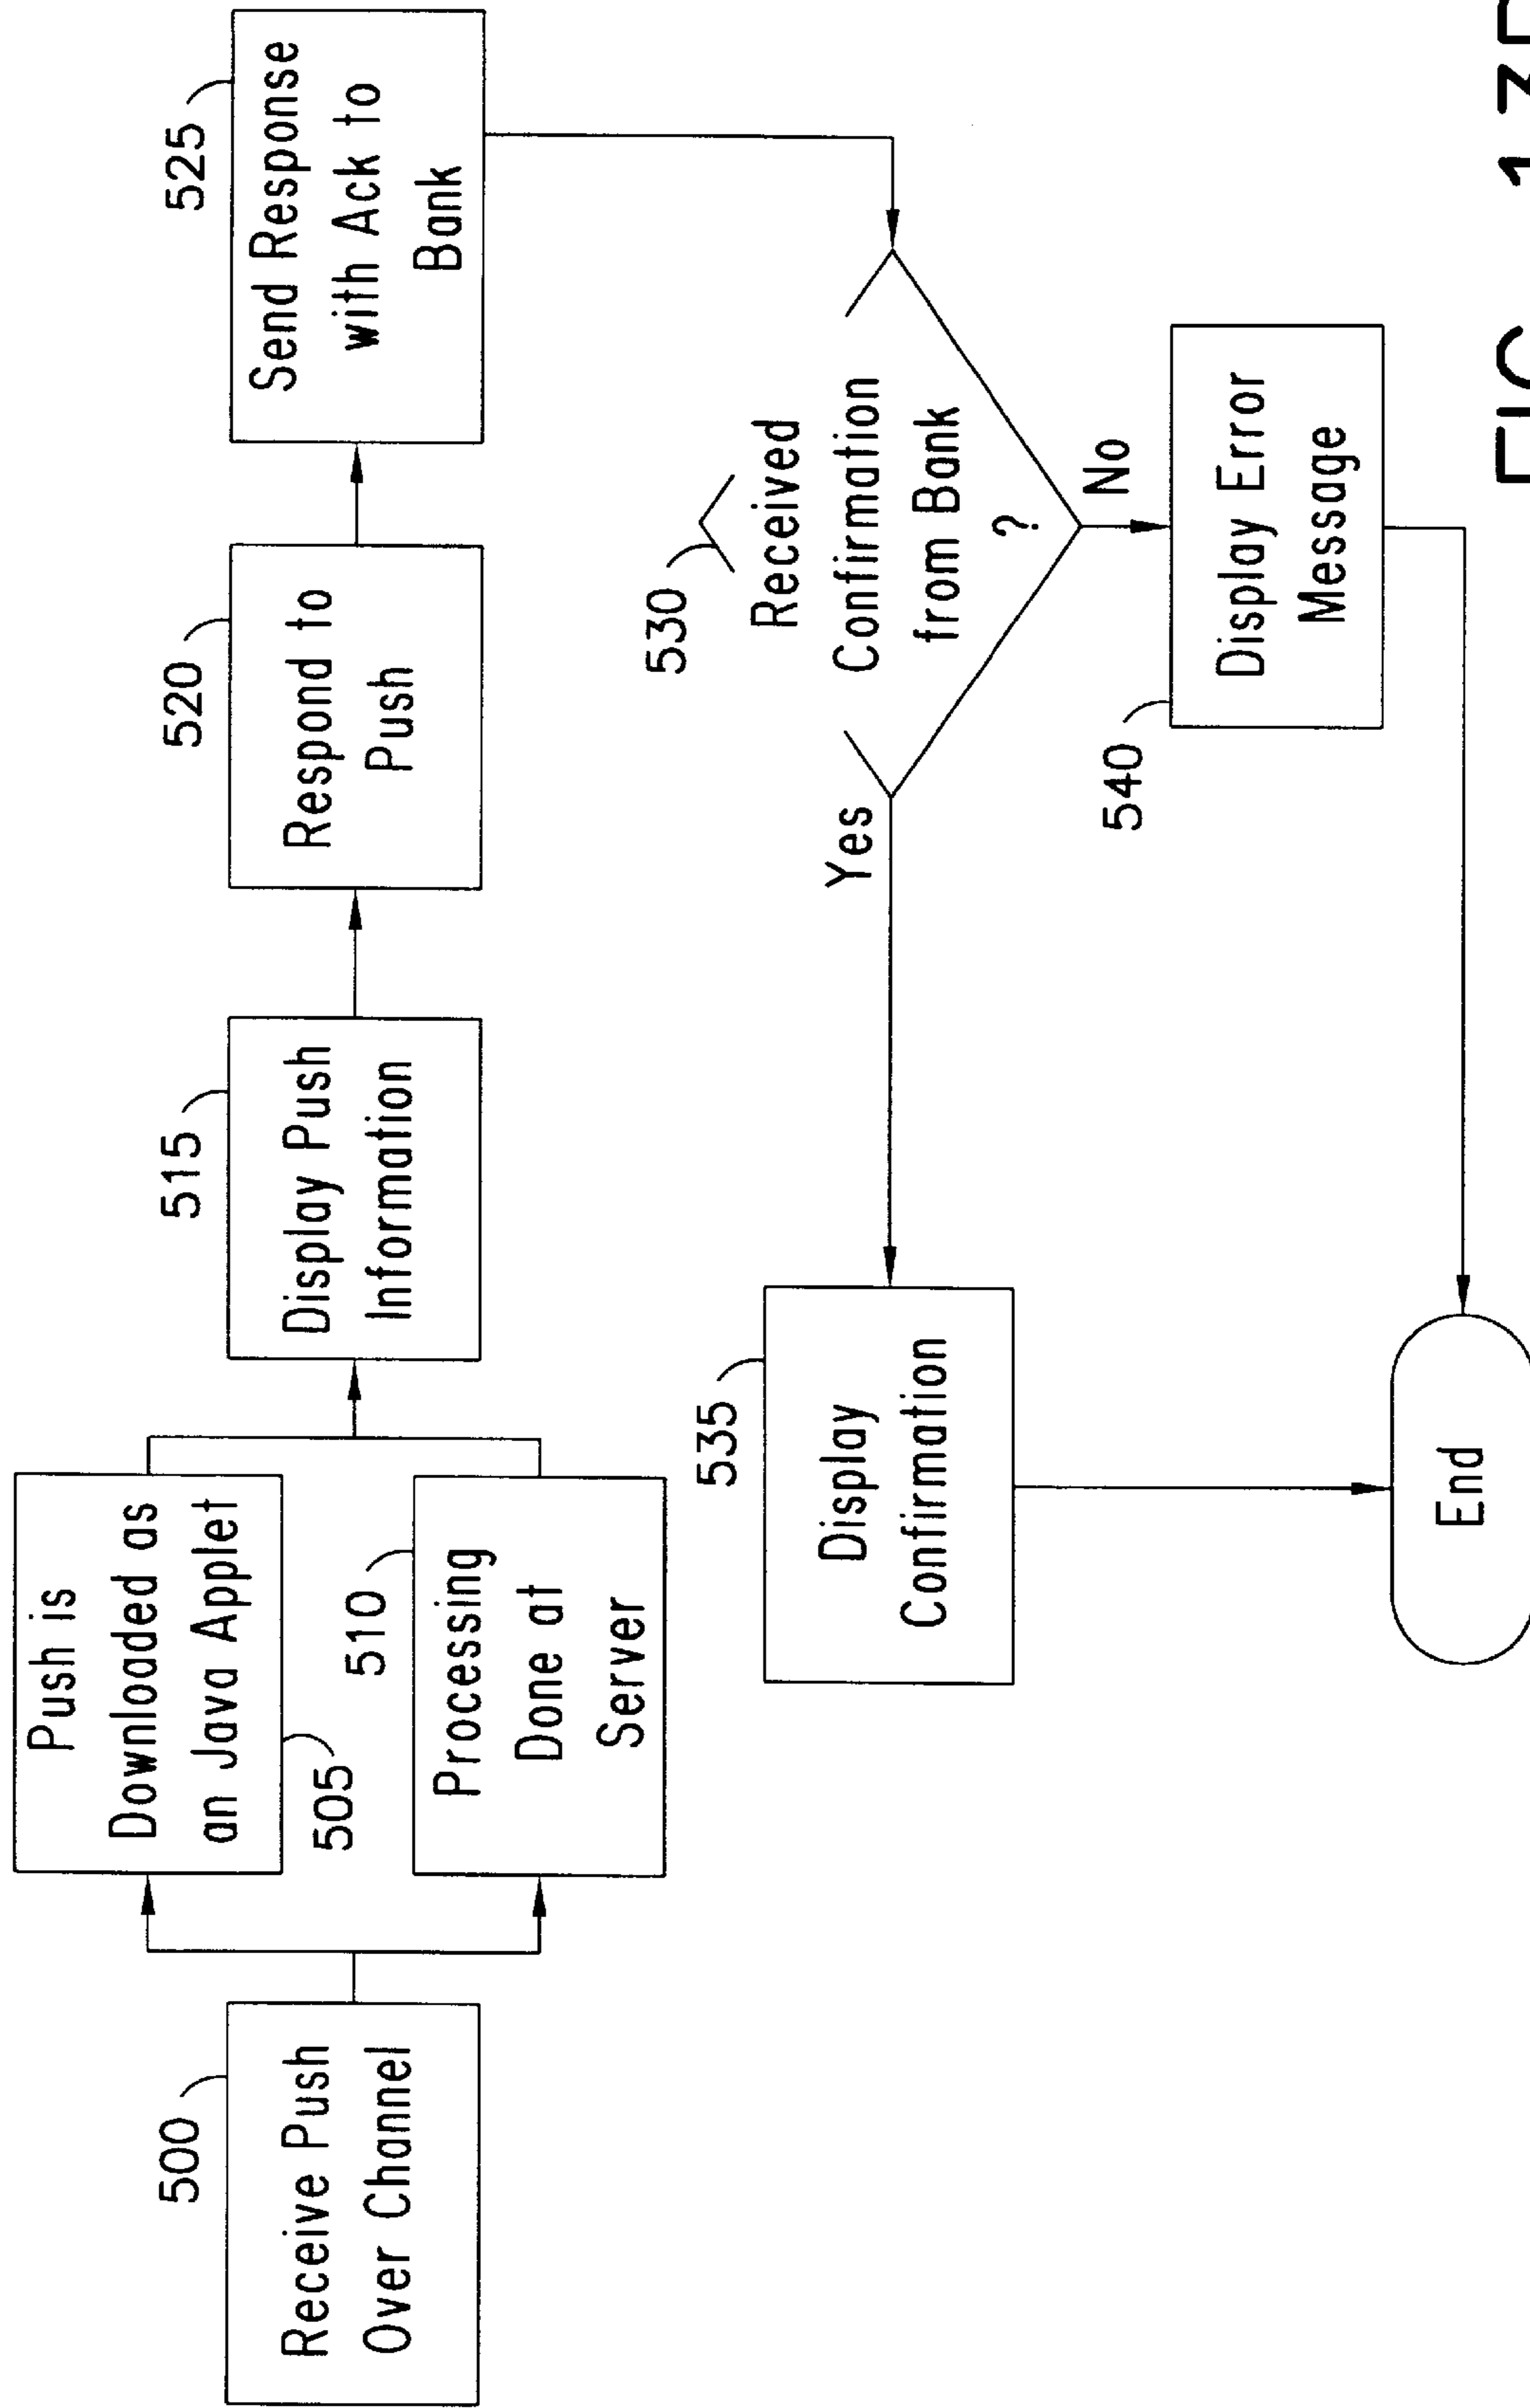 500
Receive Push
Over Channel
Push is
Downloaded as
an Java Applet
505
510
Processing
Done at
Server
515
Display Push
Information
520
Respond to
Push
525
Send Response
with Ack to
Bank
530
Received
Confirmation
from Bank
?
Yes
No
535
Display
Confirmation
540
Display Error
Message
End